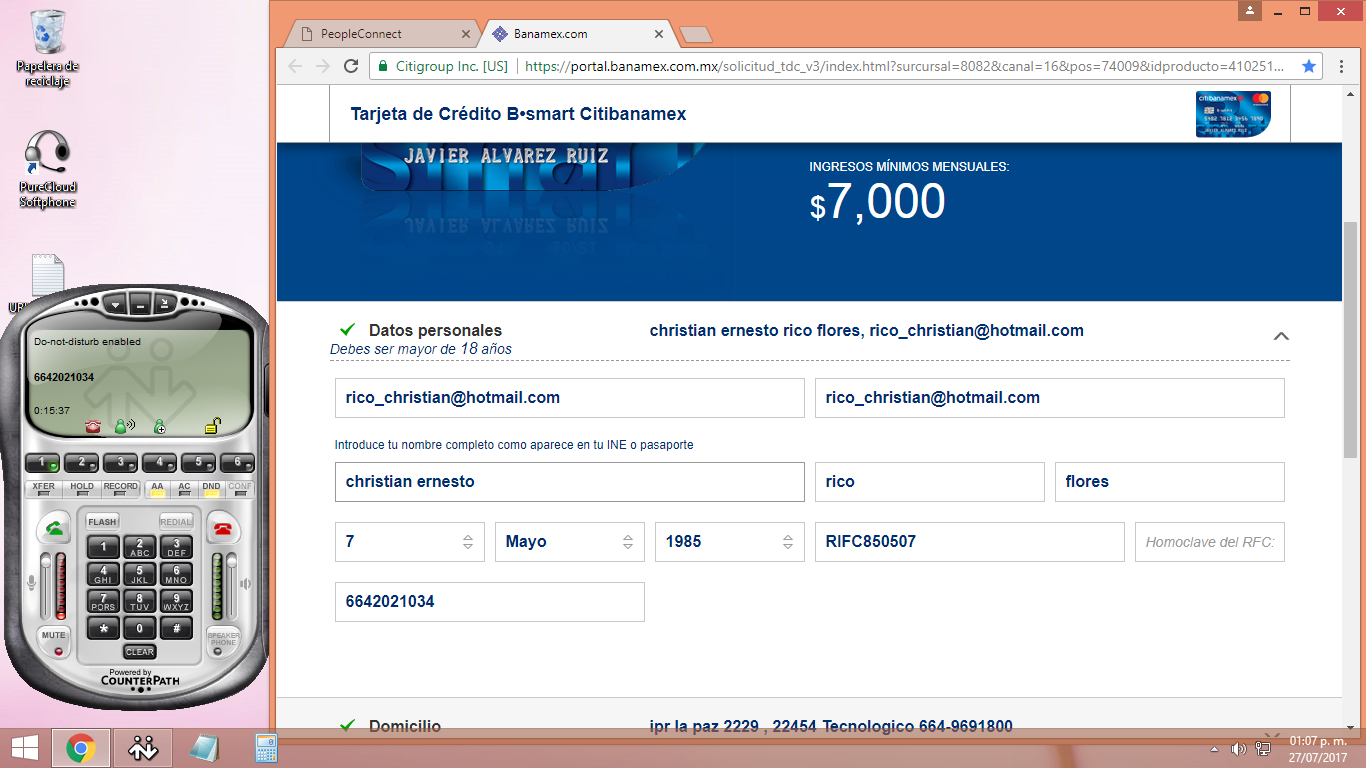 Papelera de
reciclaje
PureCloud
Softphone
Do-not-disturb enabled
6642021034
0:15:37
1 2 3 4 5 6
XFER HOLD RECORD AA AC DND CONF
FLASH REDIAL
1 2 ABC 3 DEF
4 GHI 5 JKL 6 MNO
7 PQRS 8 TUV 9 WXYZ
* 0 #
MUTE CLEAR SPEAKER PHONE
Powered by
COUNTERPATH
PeopleConnect
Banamex.com
Citigroup Inc. [US] https://portal.banamex.com.mx/solicitud_tdc_v3/index.html?surcursal=8082&canal=16&pos=74009&idproducto=410251...
Tarjeta de Crédito B•smart Citibanamex
citibanamex
JAVIER ALVAREZ RUIZ
INGRESOS MÍNIMOS MENSUALES:
$7,000
Datos personales christian ernesto rico flores, rico_christian@hotmail.com
Debes ser mayor de 18 años
rico_christian@hotmail.com rico_christian@hotmail.com
Introduce tu nombre completo como aparece en tu INE o pasaporte
christian ernesto rico flores
7 Mayo 1985 RIFC850507 Homoclave del RFC:
6642021034
Domicilio ipr la paz 2229 , 22454 Tecnologico 664-9691800
01:07 p. m.
27/07/2017